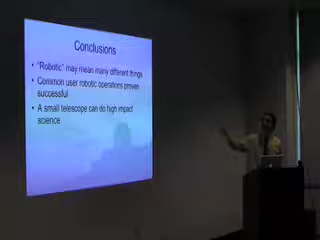 Conclusions
• "Robotic" may mean many different things
• Common user robotic operations proven
successful
• A small telescope can do high impact
science